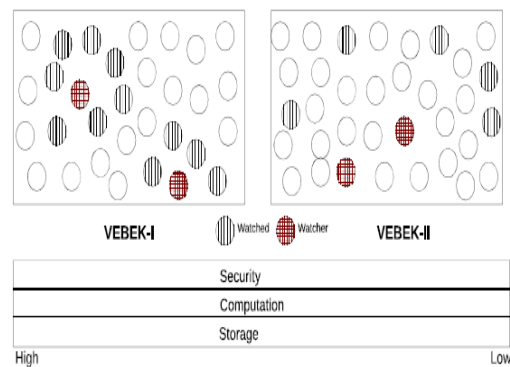 VEBEK-I
Watched
Watcher
VEBEK-II
Security
Computation
Storage
High
Low